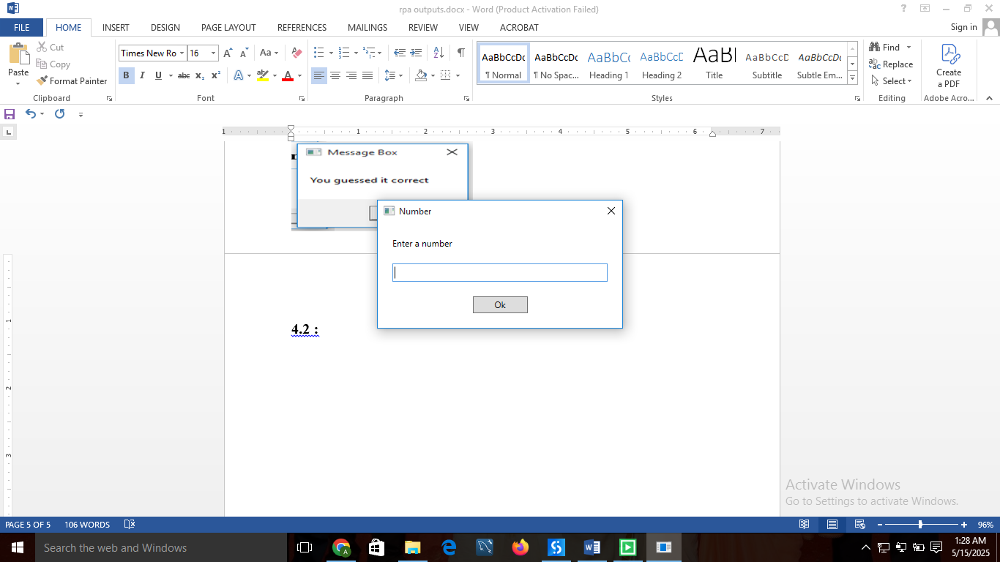 rpa outputs.docx - Word (Product Activation Failed)
FILE HOME INSERT DESIGN PAGE LAYOUT REFERENCES MAILINGS REVIEW VIEW ACROBAT Sign in
Cut
Copy
Format Painter
Paste
Clipboard
Times New Ro 16
Font
Paragraph
AaBbCcDc AaBbCcDc AaBbCc AaBbCcD AaBl AaBbCcD AaBbCcDc
¶ Normal ¶ No Spac... Heading 1 Heading 2 Title Subtitle Subtle Em...
Styles
Find
Replace
Select
Editing
Create
a PDF
Adobe Acro...
1 1 2 3 4 5 6 7
Message Box
You guessed it correct
Number
Enter a number
Ok
4.2 :
1
2
3
Activate Windows
Go to Settings to activate Windows.
PAGE 5 OF 5 106 WORDS 96%
Search the web and Windows
1:28 AM
5/15/2025